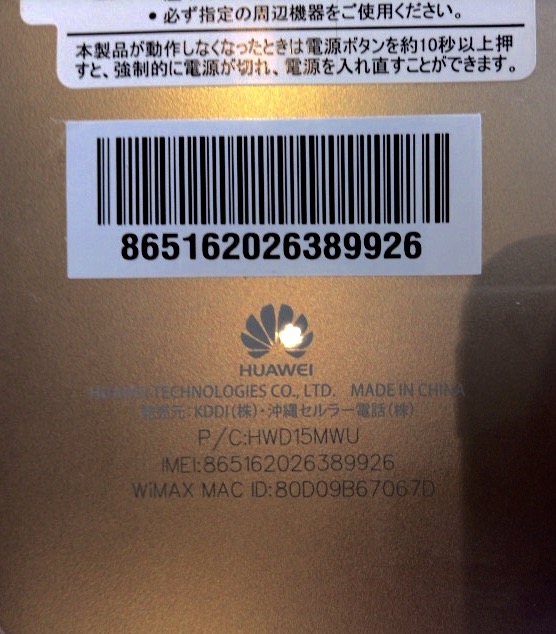 • 必ず指定の周辺機器をご使用ください。
本製品が動作しなくなったときは電源ボタンを約10秒以上押
すと、強制的に電源が切れ、電源を入れ直すことができます。
865162026389926
HUAWEI
HUAWEI TECHNOLOGIES CO., LTD. MADE IN CHINA
発売元: KDDI(株)・沖縄セルラー電話(株)
P/C:HWD15MWU
IMEI:865162026389926
WiMAX MAC ID:80D09B67067D